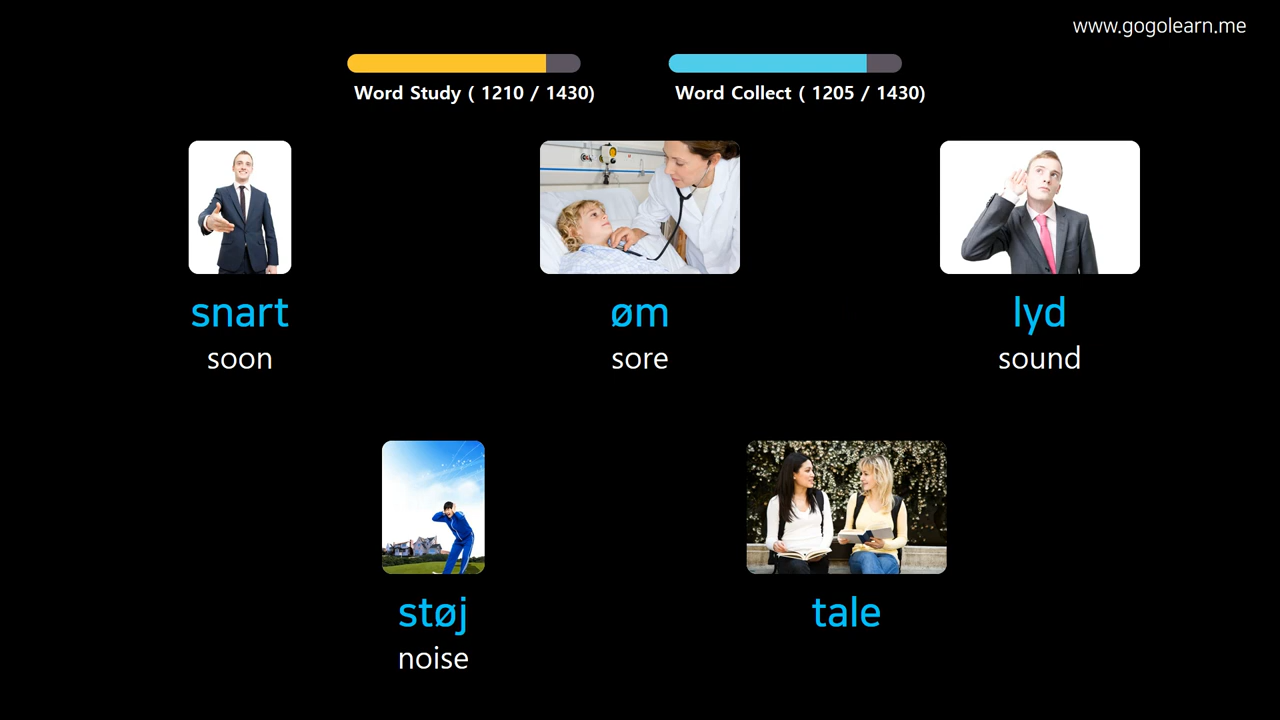 www.gogolearn.me
Word Study ( 1210 / 1430)
Word Collect ( 1205 / 1430)
snart
soon
øm
sore
lyd
sound
støj
noise
tale